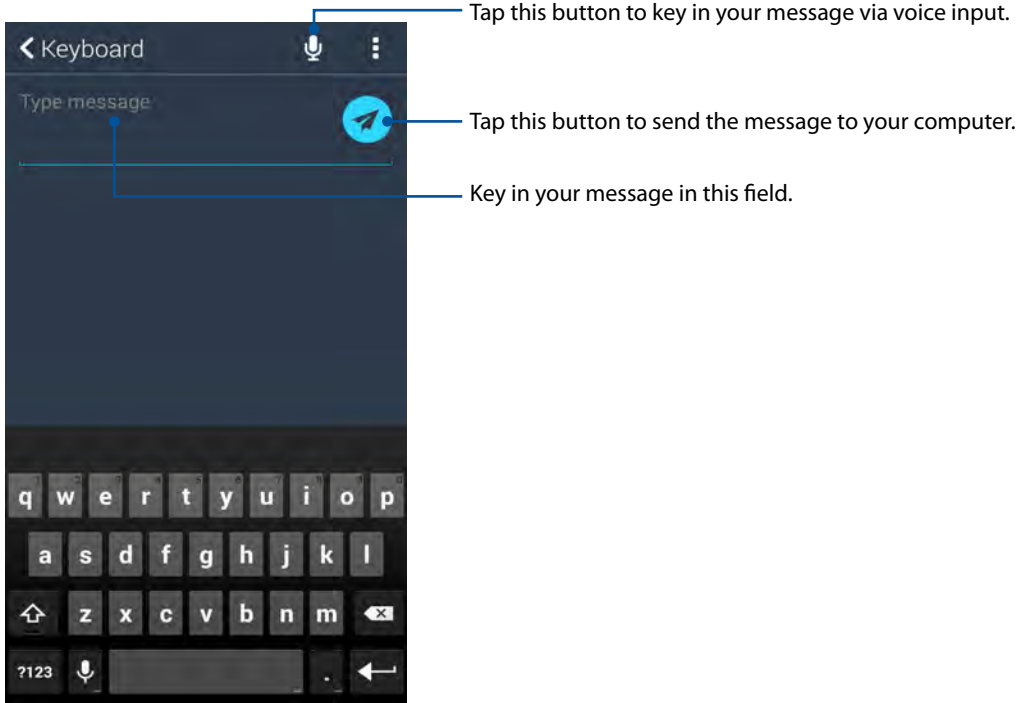 Tap this button to key in your message via voice input.
Keyboard
Type message
Tap this button to send the message to your computer.
Key in your message in this field.
q w e r t y u i o p
a s d f g h j k l
z x c v b n m
?123 .